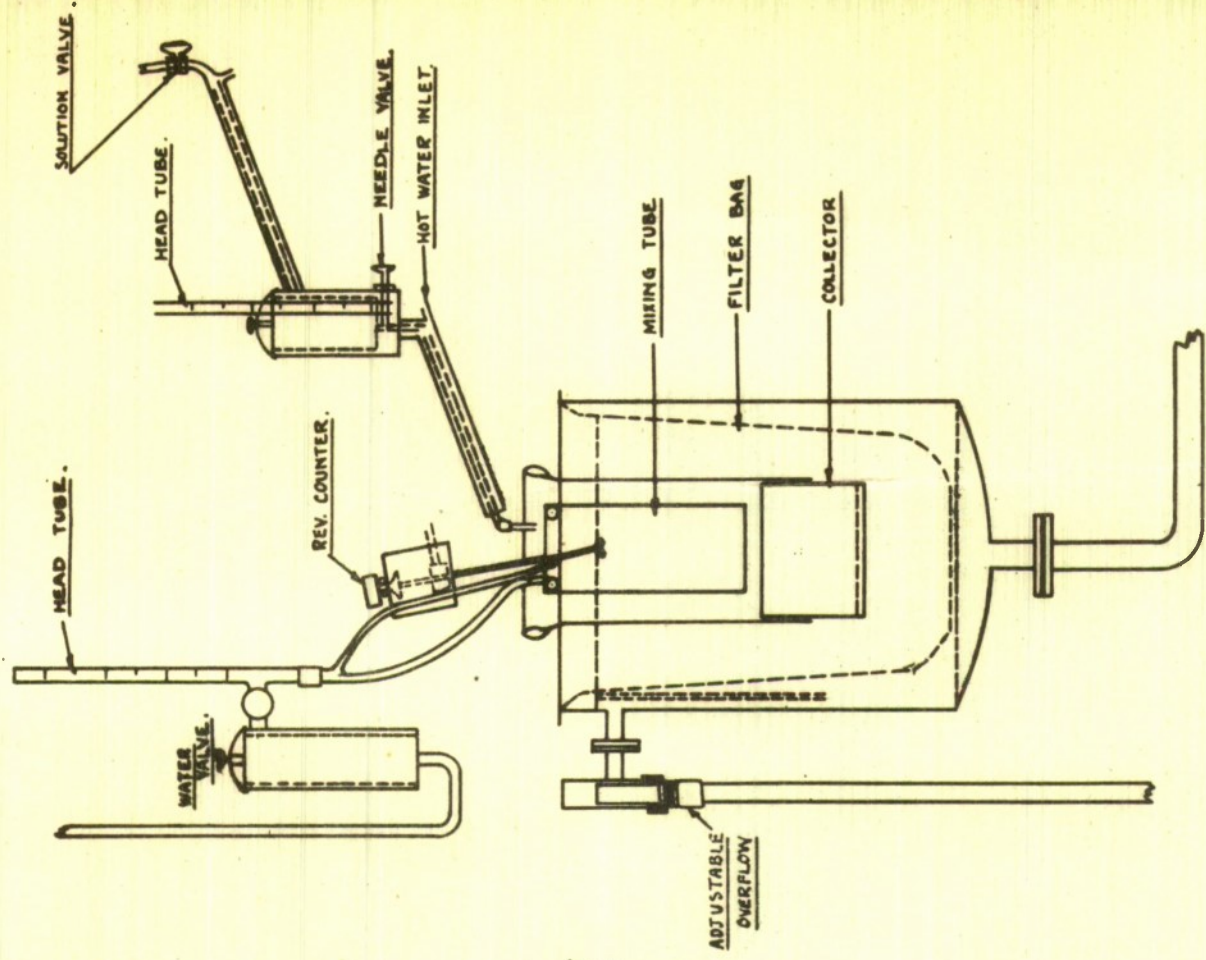 SOLUTION VALVE.
HEAD TUBE.
NEEDLE VALVE.
HOT WATER INLET.
HEAD TUBE.
REV. COUNTER.
WATER
VALVE.
MIXING TUBE
FILTER BAG
COLLECTOR
ADJUSTABLE
OVERFLOW